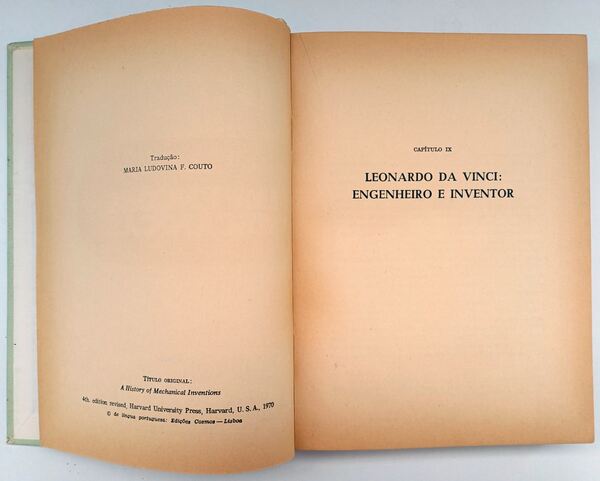 Tradução:
MARIA LUDOVINA F. COUTO
TÍTULO ORIGINAL:
A History of Mechanical Inventions
4th. edition revised, Harvard University Press, Harvard, U. S. A., 1970
© de língua portuguesa: Edições Cosmos — Lisboa
CAPÍTULO IX
LEONARDO DA VINCI:
ENGENHEIRO E INVENTOR